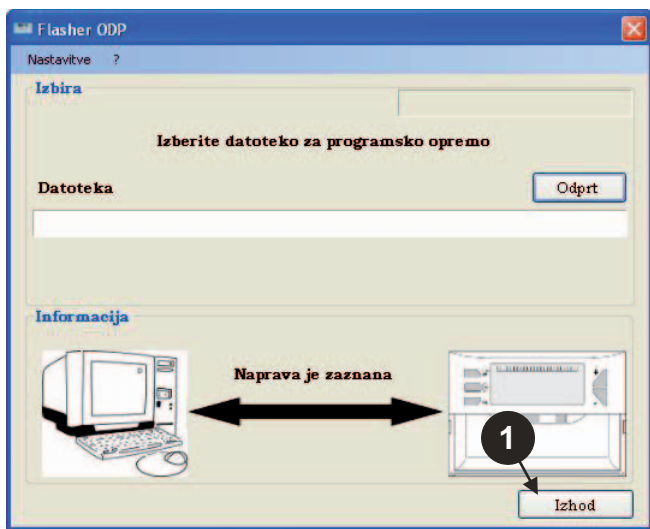 Flasher ODP
Nastavitve ?
Izbira
Izberite datoteko za programsko opremo
Datoteka
Odprt
Informacija
Naprava je zaznana
1
Izhod